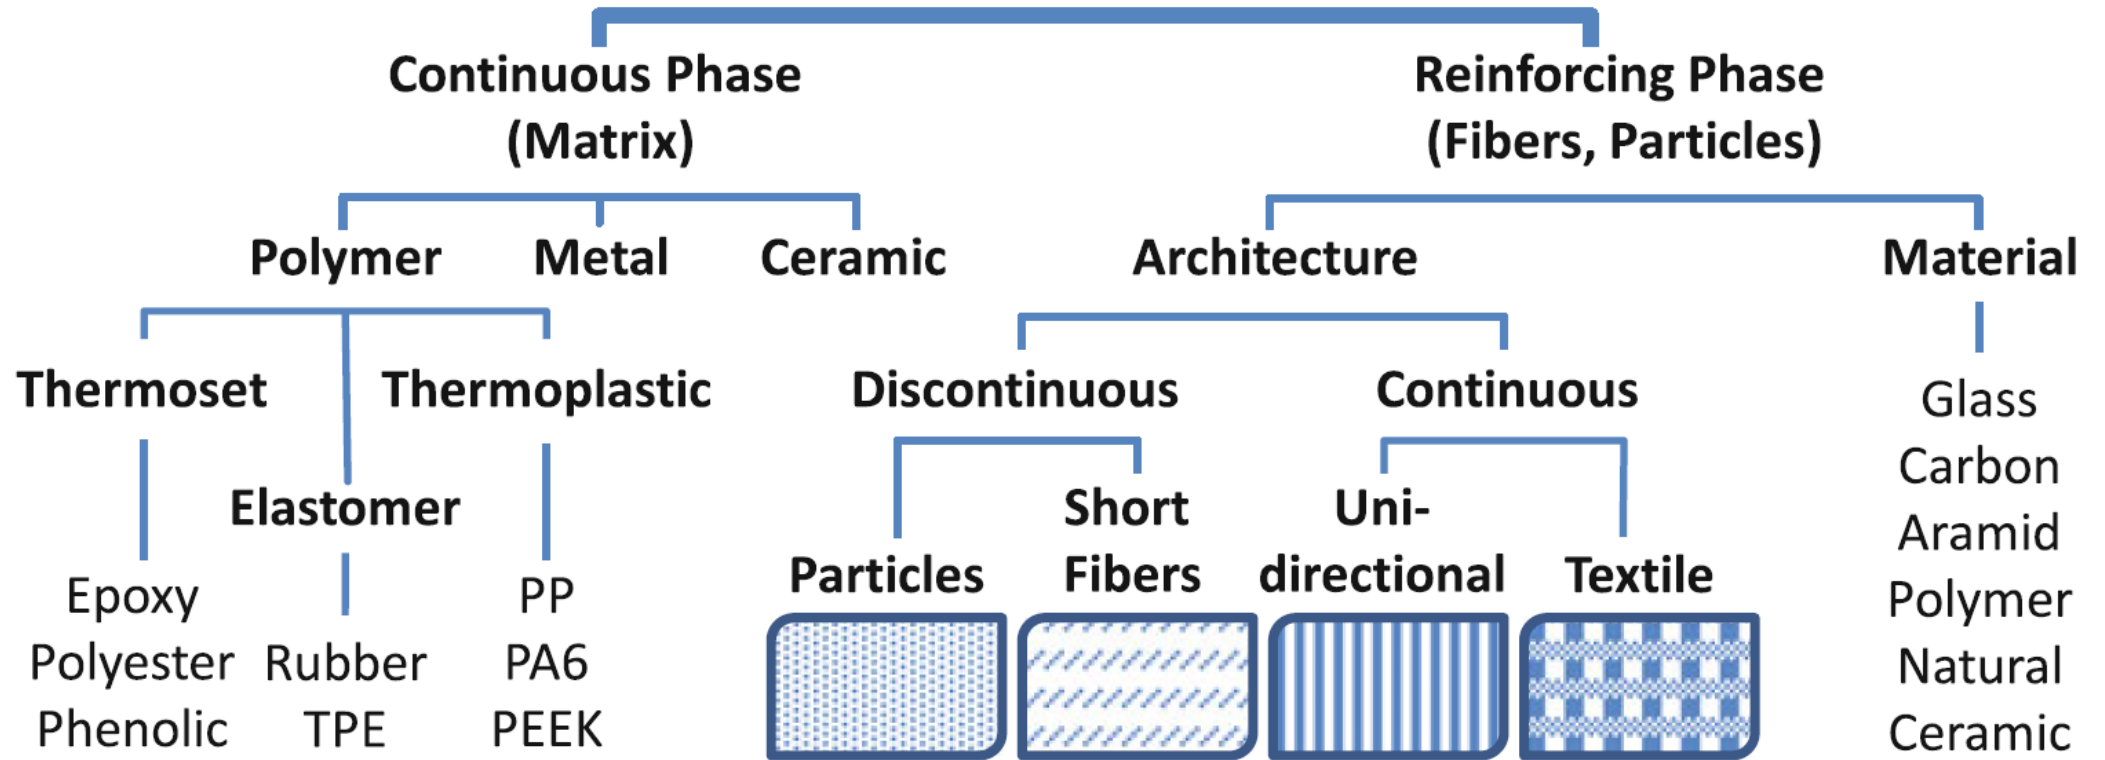 Continuous Phase
(Matrix)
Reinforcing Phase
(Fibers, Particles)
Polymer
Metal
Ceramic
Architecture
Material
Thermoset
Thermoplastic
Elastomer
Epoxy
Polyester
Phenolic
Rubber
TPE
PP
PA6
PEEK
Discontinuous
Continuous
Particles
Short
Fibers
Uni-
directional
Textile
Glass
Carbon
Aramid
Polymer
Natural
Ceramic